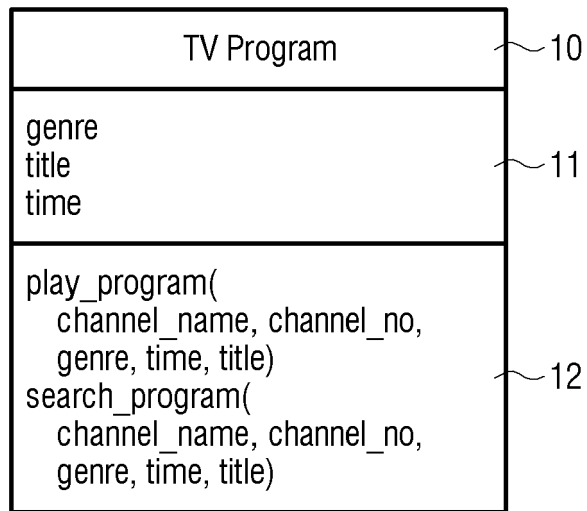 TV Program
10
genre
title
time
11
play_program(
channel_name, channel_no,
genre, time, title)
search_program(
channel_name, channel_no,
genre, time, title)
12